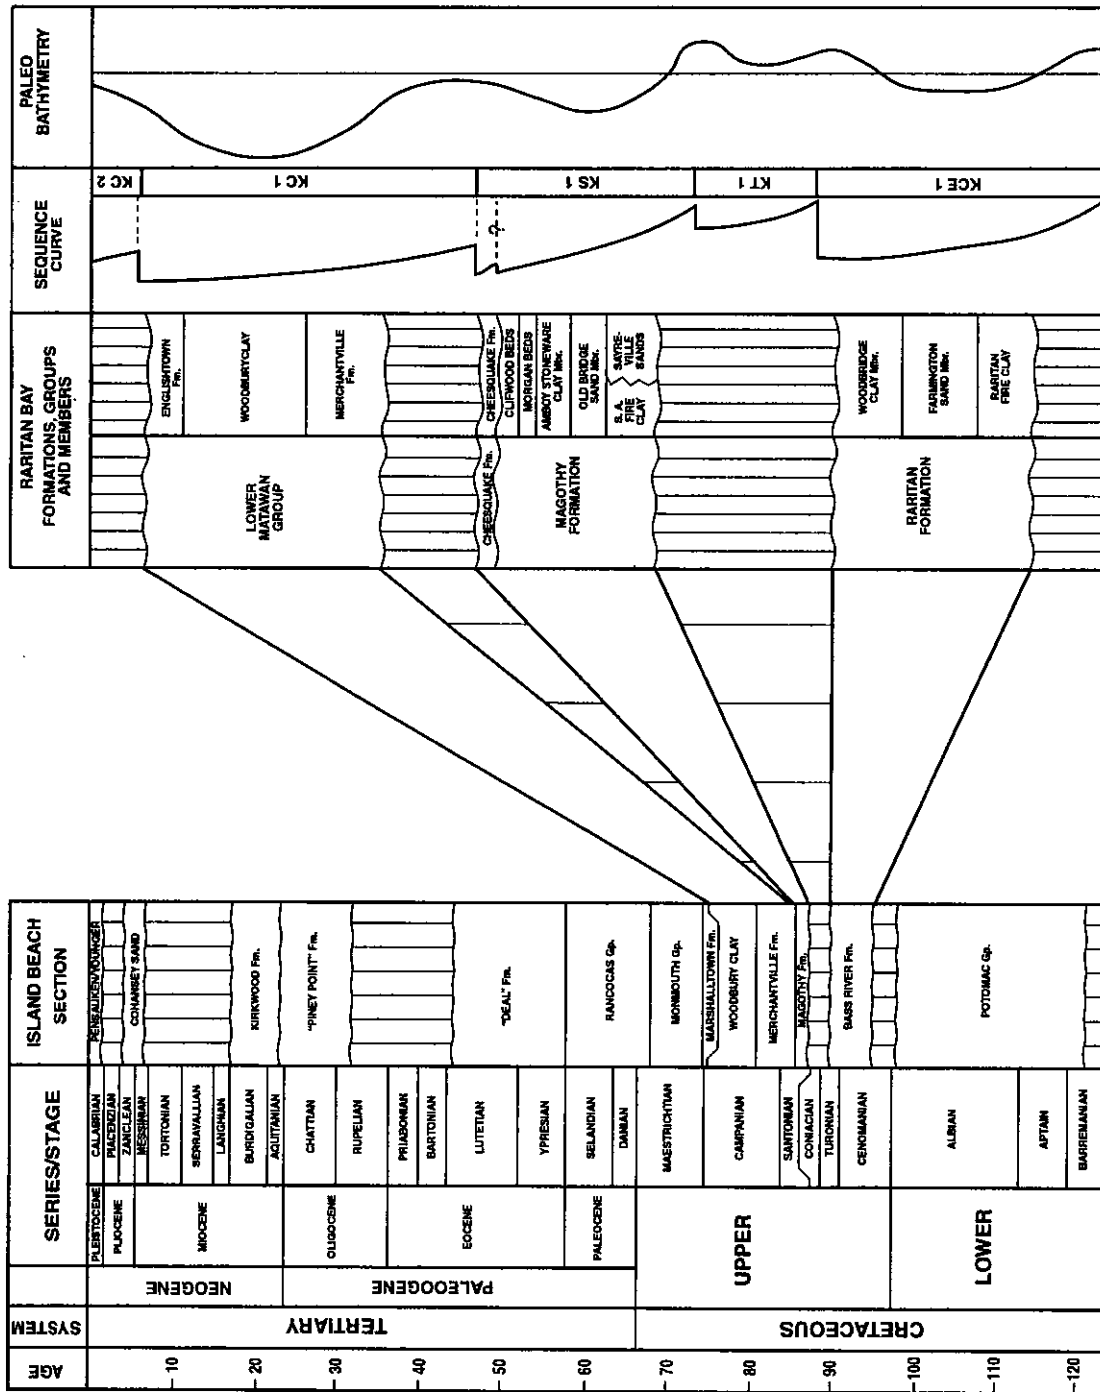 AGE
SYSTEM
SERIES/STAGE
ISLAND BEACH
SECTION
RARITAN BAY
FORMATIONS, GROUPS
AND MEMBERS
SEQUENCE
CURVE
PALEO
BATHYMETRY
10
20
30
40
50
60
70
80
90
100
110
120
TERTIARY
CRETACEOUS
NEOGENE
PALEOOGENE
UPPER
LOWER
PLEISTOCENE
PLIOCENE
MIOCENE
OLIGOCENE
EOCENE
PALEOCENE
CALABRIAN
PIACENZIAN
ZANCLEAN
MESSINIAN
TORTONIAN
SERRAVALLIAN
LANGHIAN
BURDIGALIAN
AQUITANIAN
CHATTIAN
RUPELIAN
PRIABONIAN
BARTONIAN
LUTETIAN
YPRESIAN
SELANDIAN
DANIAN
MAESTRICHTIAN
CAMPANIAN
SANTONIAN
CONIACIAN
TURONIAN
CENOMANIAN
ALBIAN
APTAIN
BARREMANIAN
PENSAUKEN/YOUNGER
COHANSEY SAND
KIRKWOOD Fm.
"PINEY POINT" Fm.
"DEAL" Fm.
RANCOCAS Gp.
MONMOUTH Gp.
MARSHALLTOWN Fm.
WOODBURY CLAY
MERCHANTVILLE Fm.
MAGOTHY Fm.
BASS RIVER Fm.
POTOMAC Gp.
LOWER
MATAWAN
GROUP
CHEESQUAKE Fm.
MAGOTHY
FORMATION
RARITAN
FORMATION
ENGLISHTOWN
Fm.
WOODBURYCLAY
MERCHANTVILLE
Fm.
CHEESQUAKE Fm.
CLIFWOOD BEDS
MORGAN BEDS
AMBOY STONEWARE
CLAY Mbr.
OLD BRIDGE
SAND Mbr.
S. A.
FIRE
CLAY
SAYRE-
VILLE
SANDS
WOODBRIDGE
CLAY Mbr.
FARMINGTON
SAND Mbr.
RARITAN
FIRE CLAY
?
KC 2
KC 1
KS 1
KT 1
KCE 1